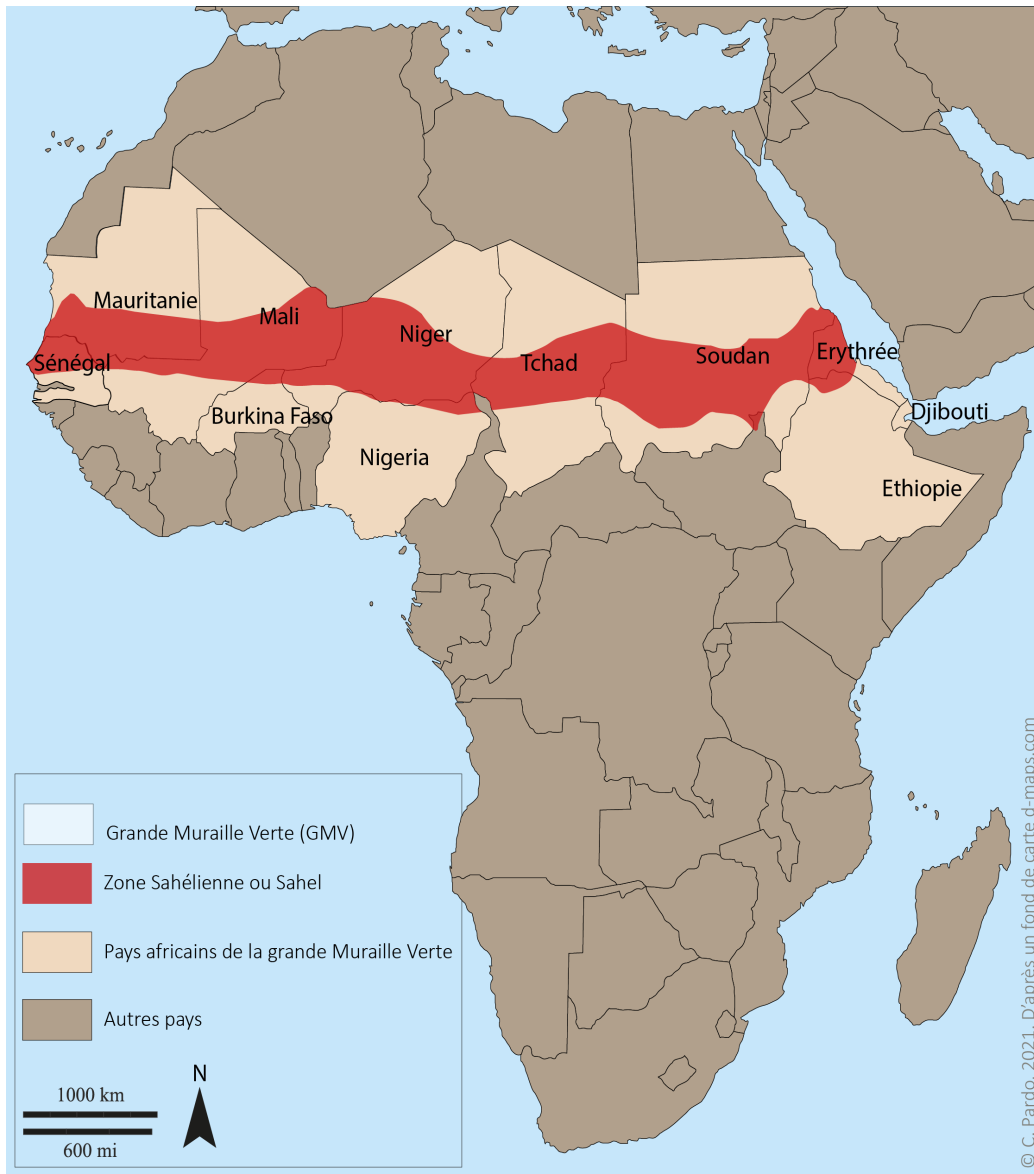 Mauritanie
Mali
Niger
Sénégal
Tchad
Soudan
Erythrée
Burkina Faso
Djibouti
Nigeria
Ethiopie
Grande Muraille Verte (GMV)
Zone Sahélienne ou Sahel
Pays africains de la grande Muraille Verte
Autres pays
1000 km
600 mi
N
© C. Pardo, 2021. D'après un fond de carte d-maps.com